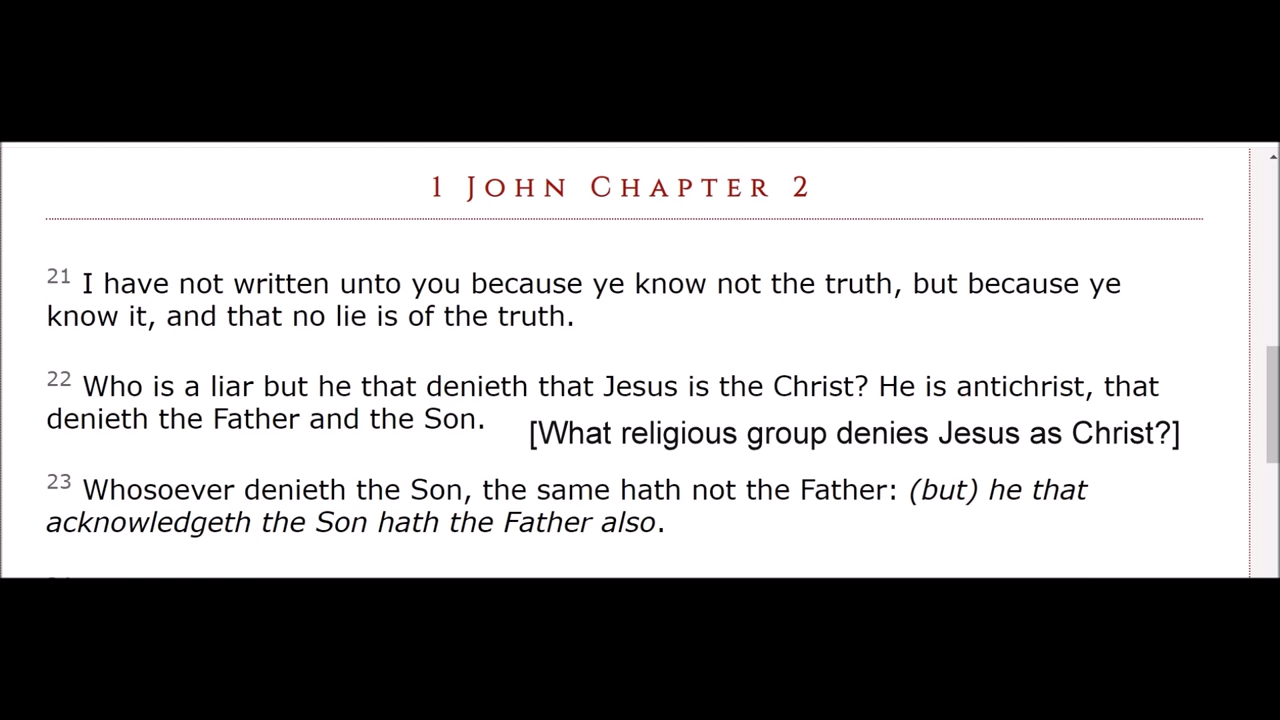 1 John Chapter 2
21 I have not written unto you because ye know not the truth, but because ye
know it, and that no lie is of the truth.
22 Who is a liar but he that denieth that Jesus is the Christ? He is antichrist, that
denieth the Father and the Son.
[What religious group denies Jesus as Christ?]
23 Whosoever denieth the Son, the same hath not the Father: (but) he that
acknowledgeth the Son hath the Father also.